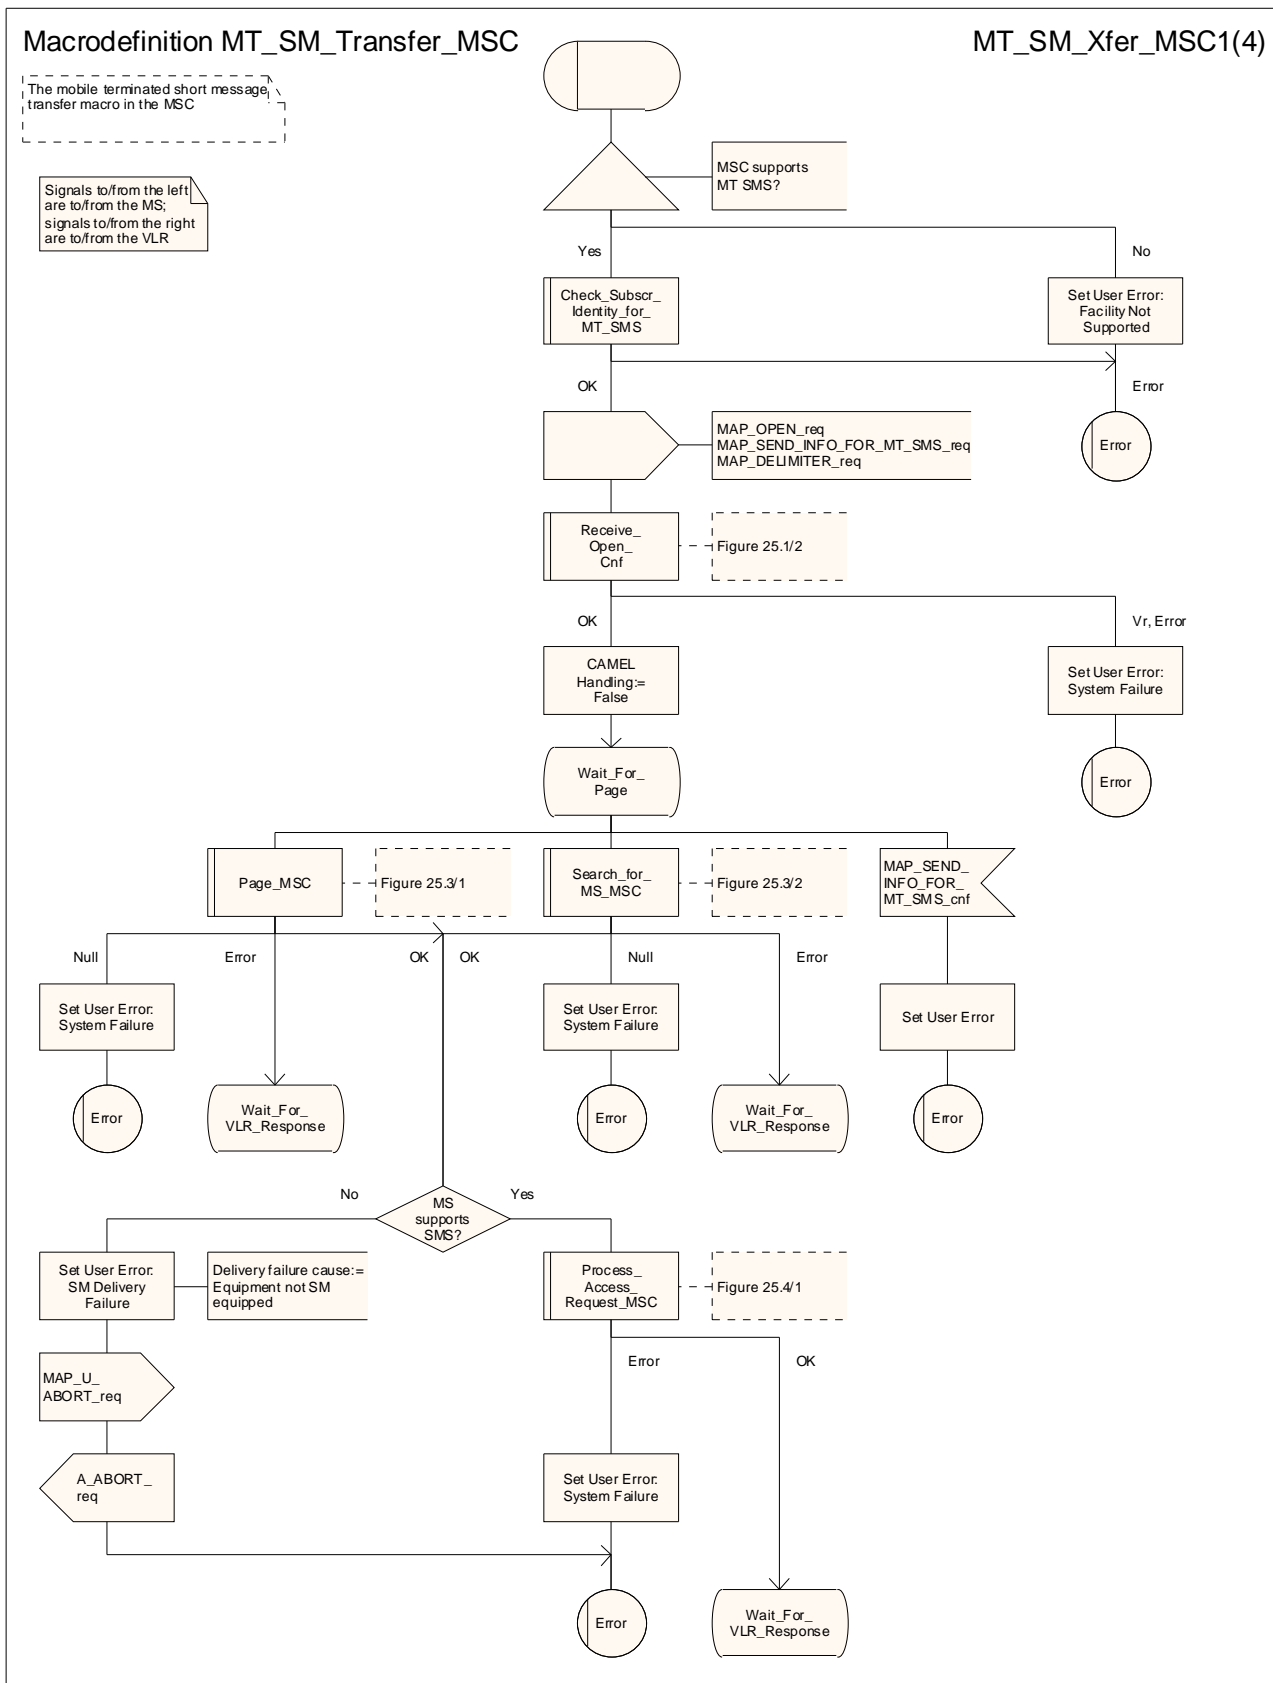 Macrodefinition MT_SM_Transfer_MSC
MT_SM_Xfer_MSC1(4)
The mobile terminated short message
transfer macro in the MSC
Signals to/from the left
are to/from the MS;
signals to/from the right
are to/from the VLR
MSC supports
MT SMS?
Yes
No
Check_Subscr_
Identity_for_
MT_SMS
Set User Error:
Facility Not
Supported
OK
Error
MAP_OPEN_req
MAP_SEND_INFO_FOR_MT_SMS_req
MAP_DELIMITER_req
Error
Receive_
Open_
Cnf
Figure 25.1/2
OK
Vr, Error
CAMEL
Handling:=
False
Set User Error:
System Failure
Wait_For_
Page
Error
Page_MSC
Figure 25.3/1
Search_for_
MS_MSC
Figure 25.3/2
MAP_SEND_
INFO_FOR_
MT_SMS_cnf
Null
Error
OK
OK
Null
Error
Set User Error:
System Failure
Set User Error:
System Failure
Set User Error
Error
Wait_For_
VLR_Response
Error
Wait_For_
VLR_Response
Error
No
MS
supports
SMS?
Yes
Set User Error:
SM Delivery
Failure
Delivery failure cause:=
Equipment not SM
equipped
Process_
Access_
Request_MSC
Figure 25.4/1
Error
OK
MAP_U_
ABORT_req
A_ABORT_
req
Set User Error:
System Failure
Error
Wait_For_
VLR_Response